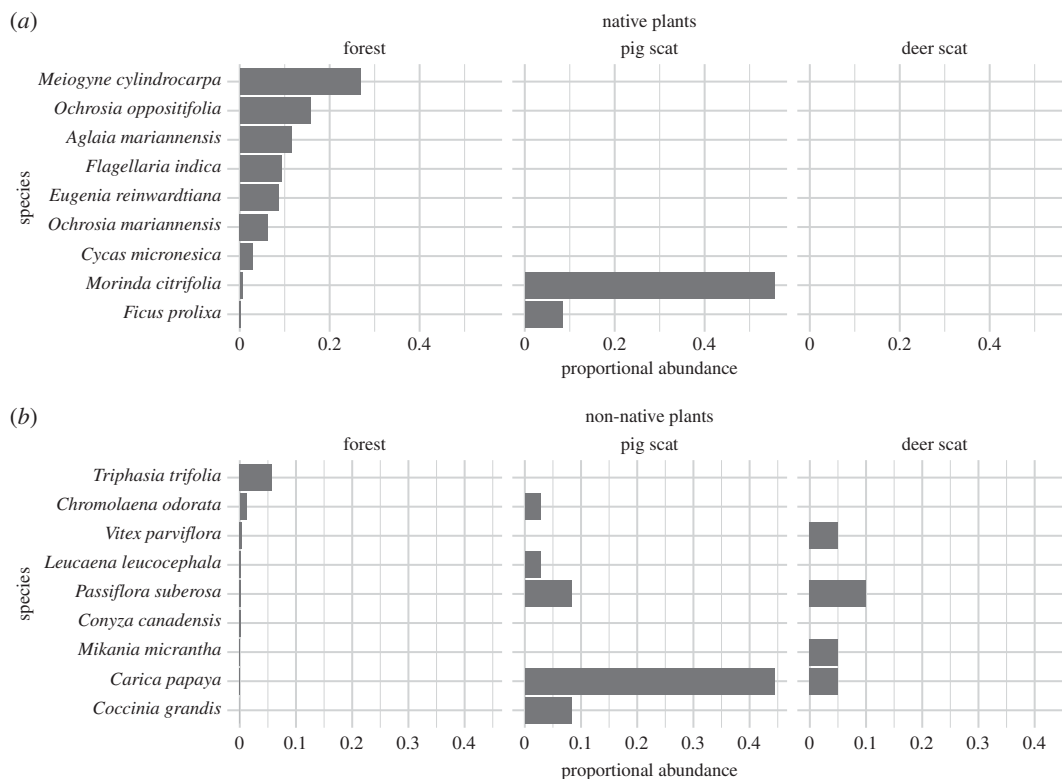 (a)
native plants
forest pig scat deer scat
Meiogyne cylindrocarpa
Ochrosia oppositifolia
Aglaia mariannensis
Flagellaria indica
Eugenia reinwardtiana
Ochrosia mariannensis
Cycas micronesica
Morinda citrifolia
Ficus prolixa
species
0 0.2 0.4 0 0.2 0.4 0 0.2 0.4
proportional abundance
(b)
non-native plants
forest pig scat deer scat
Triphasia trifolia
Chromolaena odorata
Vitex parviflora
Leucaena leucocephala
Passiflora suberosa
Conyza canadensis
Mikania micrantha
Carica papaya
Coccinia grandis
species
0 0.1 0.2 0.3 0.4 0 0.1 0.2 0.3 0.4 0 0.1 0.2 0.3 0.4
proportional abundance